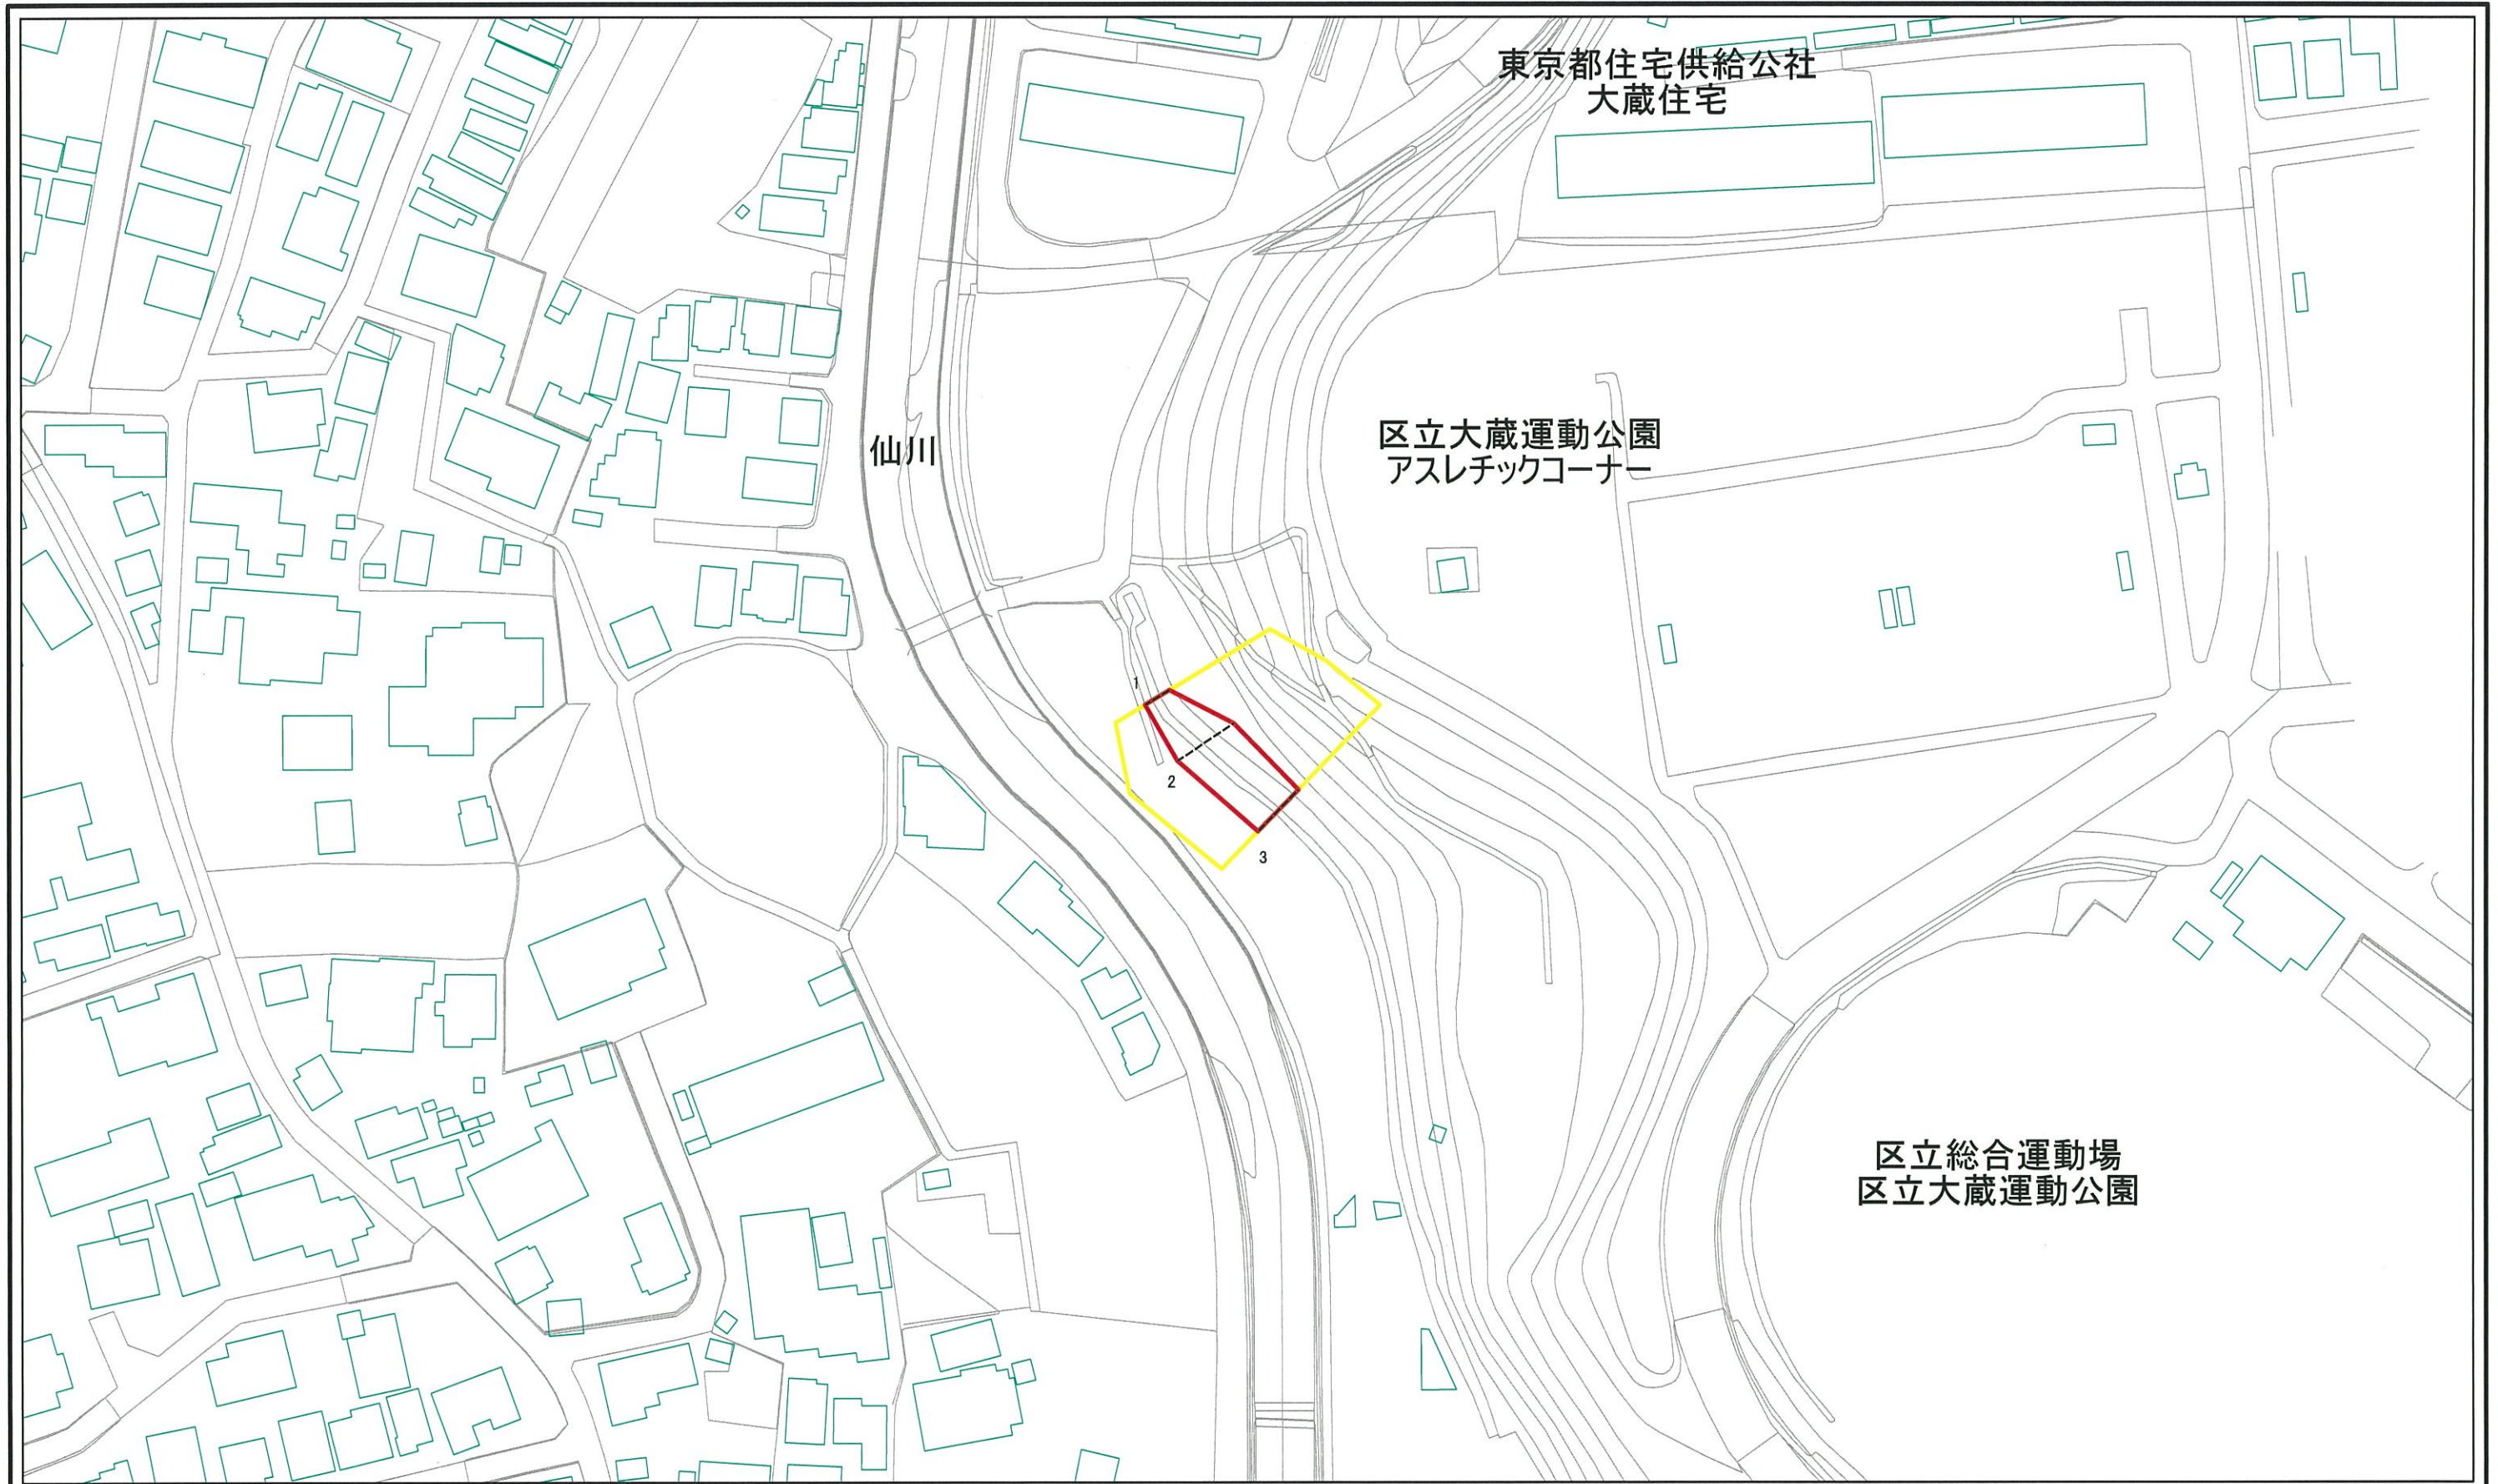 東京都住宅供給公社
大蔵住宅
仙川
区立大蔵運動公園
アスレチックコーナー
1
2
3
区立総合運動場
区立大蔵運動公園